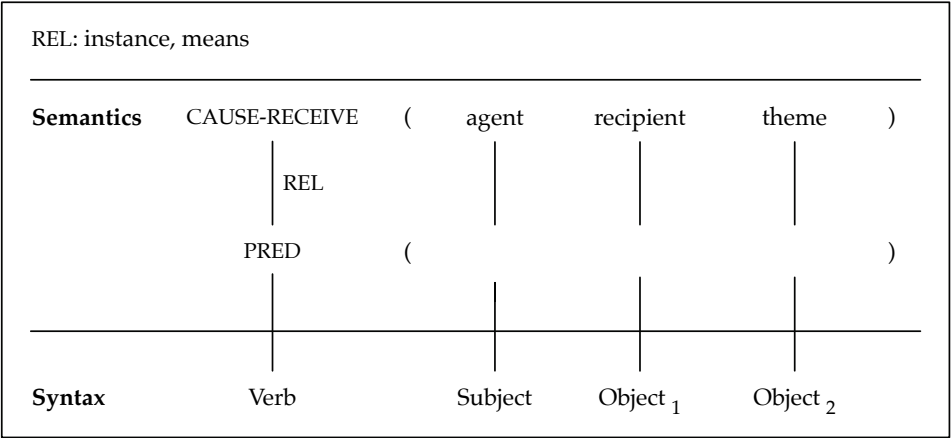 REL: instance, means
Semantics CAUSE-RECEIVE ( agent recipient theme )
REL
PRED ( )
Syntax Verb Subject Object 1 Object 2